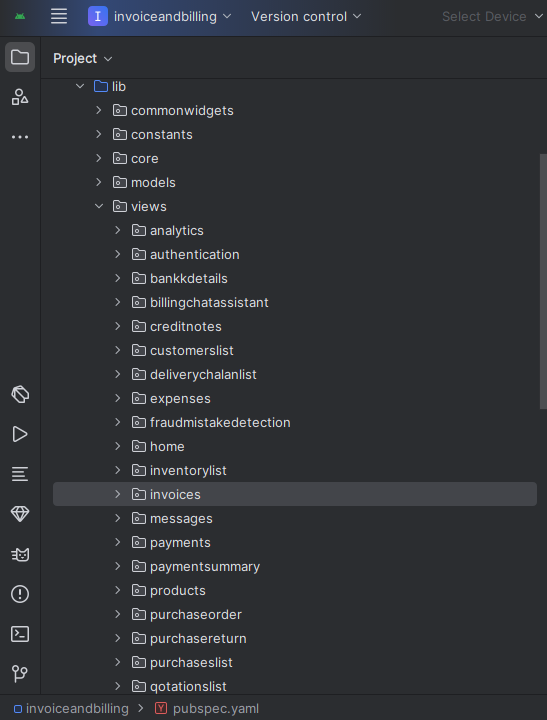 I invoiceandbilling Version control Select Device
Project
lib
commonwidgets
constants
core
models
views
analytics
authentication
bankkdetails
billingchatassistant
creditnotes
customerslist
deliverychalanlist
expenses
fraudmistakedetection
home
inventorylist
invoices
messages
payments
paymentsummary
products
purchaseorder
purchasereturn
purchaseslist
qotationslist
invoiceandbilling Y pubspec.yaml